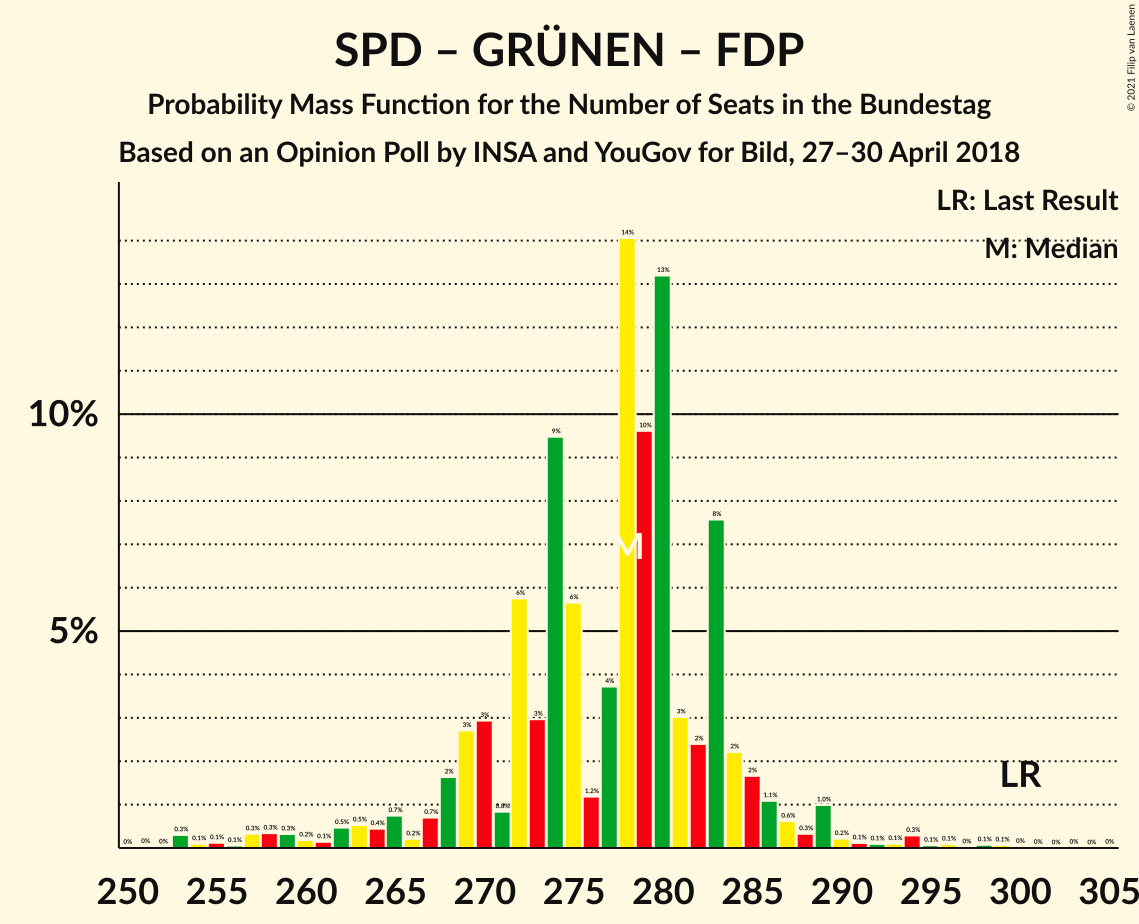 SPD – GRÜNEN – FDP
Probability Mass Function for the Number of Seats in the Bundestag
Based on an Opinion Poll by INSA and YouGov for Bild, 27–30 April 2018
© 2021 Filip van Laenen
LR: Last Result
M: Median
10%
5%
0% 0% 0% 0.3% 0.1% 0.1% 0.1% 0.3% 0.3% 0.3% 0.2% 0.1% 0.5% 0.5% 0.4% 0.7% 0.2% 0.7% 2% 3% 3% 0.8% 6% 3% 9% 6% 1.2% 4% 14% 10% 13% 3% 2% 8% 2% 2% 1.1% 0.6% 0.3% 1.0% 0.2% 0.1% 0.1% 0.1% 0.3% 0.1% 0.1% 0% 0.1% 0.1% 0% 0% 0% 0% 0% 0%
M
LR
250 255 260 265 270 275 280 285 290 295 300 305